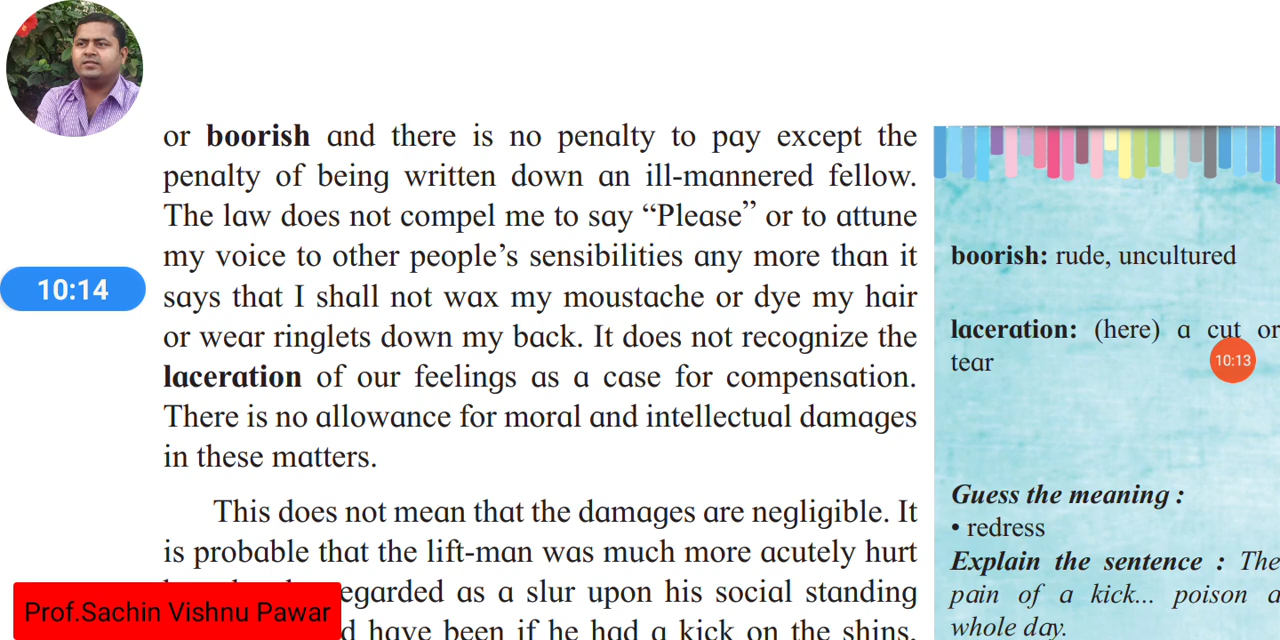 or boorish and there is no penalty to pay except the
penalty of being written down an ill-mannered fellow.
The law does not compel me to say “Please” or to attune
my voice to other people’s sensibilities any more than it
says that I shall not wax my moustache or dye my hair
or wear ringlets down my back. It does not recognize the
laceration of our feelings as a case for compensation.
There is no allowance for moral and intellectual damages
in these matters.
This does not mean that the damages are negligible. It
is probable that the lift-man was much more acutely hurt
egarded as a slur upon his social standing
have been if he had a kick on the shins,
10:14
Prof.Sachin Vishnu Pawar
boorish: rude, uncultured
laceration: (here) a cut or
tear
10:13
Guess the meaning :
• redress
Explain the sentence : The
pain of a kick... poison a
whole day.